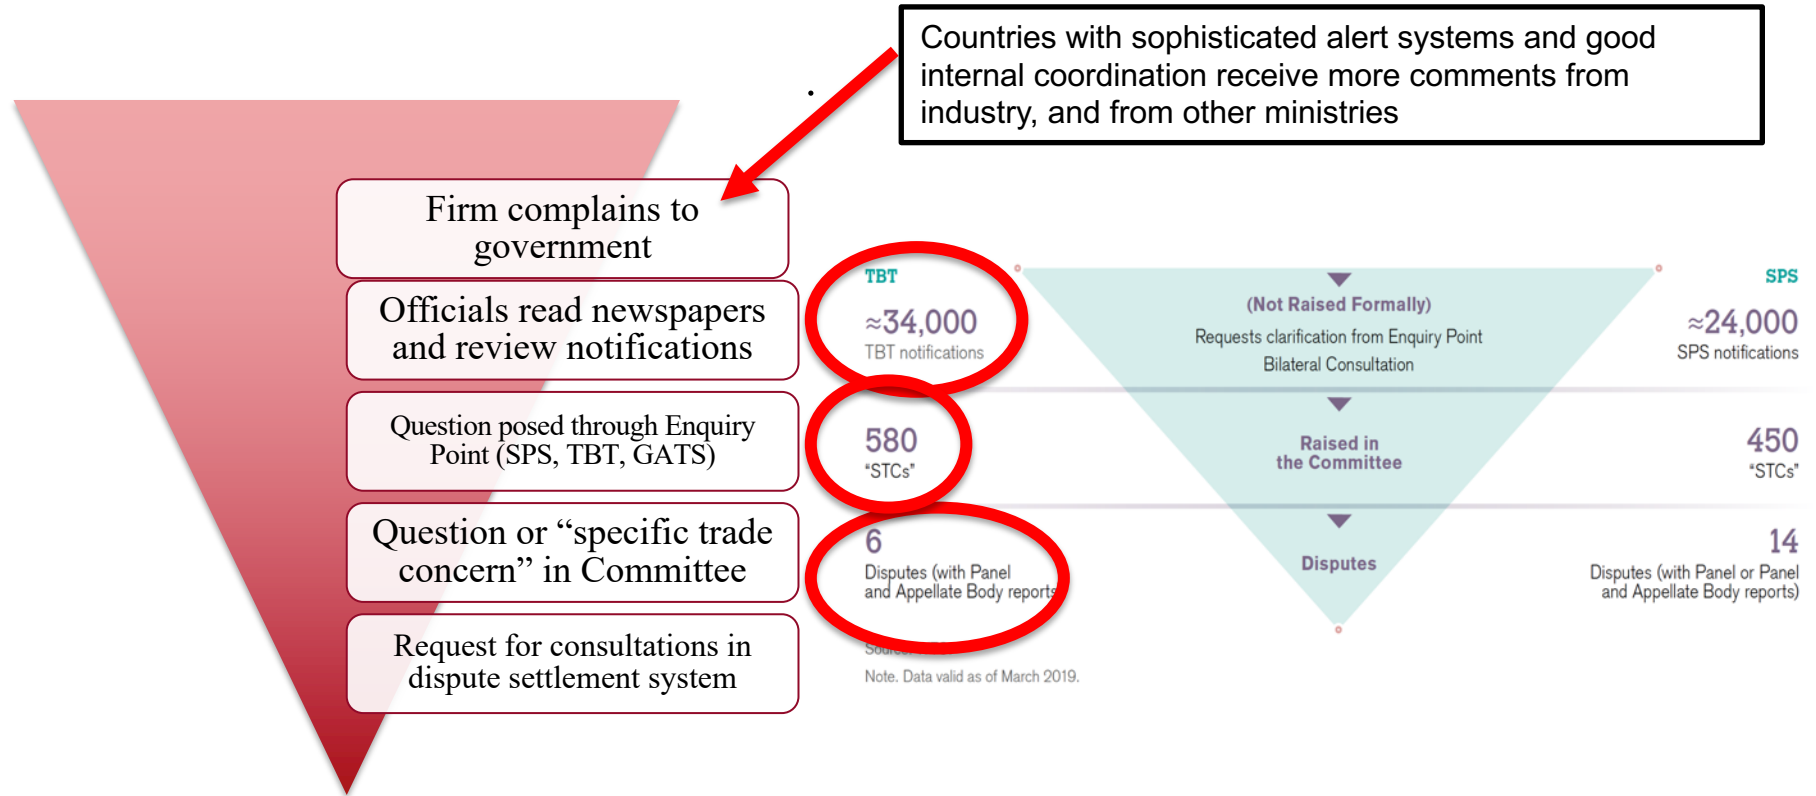 Countries with sophisticated alert systems and good
internal coordination receive more comments from
industry, and from other ministries
.
Firm complains to
government
Officials read newspapers
and review notifications
Question posed through Enquiry
Point (SPS, TBT, GATS)
Question or “specific trade
concern” in Committee
Request for consultations in
dispute settlement system
TBT
≈34,000
TBT notifications
580
“STCs”
6
Disputes (with Panel
and Appellate Body reports
Note. Data valid as of March 2019.
(Not Raised Formally)
Requests clarification from Enquiry Point
Bilateral Consultation
Raised in
the Committee
Disputes
SPS
≈24,000
SPS notifications
450
“STCs”
14
Disputes (with Panel or Panel
and Appellate Body reports)